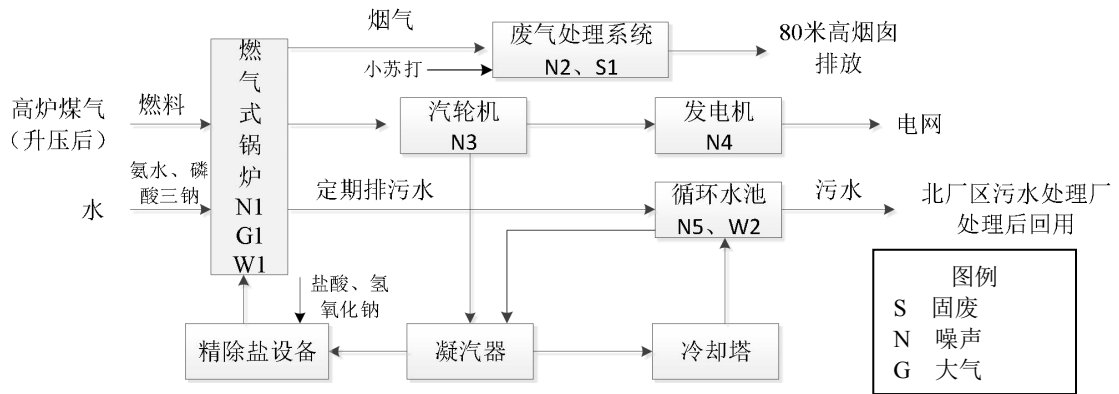 烟气
废气处理系统
N2、S1
80米高烟囱
排放
小苏打
燃
气
式
锅
炉
N1
G1
W1
高炉煤气
（升压后）
燃料
汽轮机
N3
发电机
N4
电网
水
氨水、磷
酸三钠
定期排污水
循环水池
N5、W2
污水
北厂区污水处理厂
处理后回用
盐酸、氢
氧化钠
精除盐设备
凝汽器
冷却塔
图例
S 固废
N 噪声
G 大气